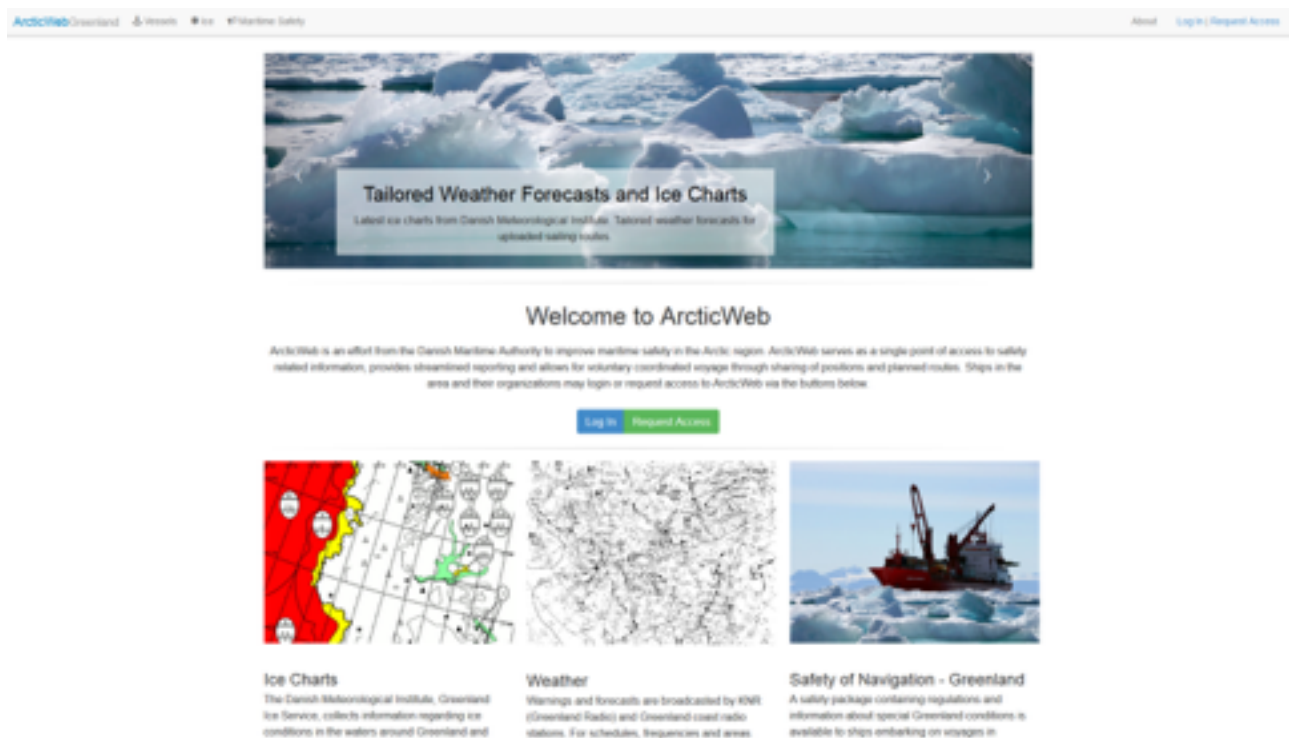 ArcticWeb Greenland Vessels Ice Maritime Safety About Log in | Request Access
Tailored Weather Forecasts and Ice Charts
Latest ice charts from Danish Meteorological Institute. Tailored weather forecasts for
uploaded sailing routes.
Welcome to ArcticWeb
ArcticWeb is an effort from the Danish Maritime Authority to improve maritime safety in the Arctic region. ArcticWeb serves as a single point of access to safety
related information, provides streamlined reporting and allows for voluntary coordinated voyage through sharing of positions and planned routes. Ships in the
area and their organizations may login or request access to ArcticWeb via the buttons below.
Log In Request Access
Ice Charts
The Danish Meteorological Institute, Greenland
Ice Service, collects information regarding ice
conditions in the waters around Greenland and
Weather
Warnings and forecasts are broadcasted by KNR
(Greenland Radio) and Greenland coast radio
stations. For schedules, frequencies and areas
Safety of Navigation - Greenland
A safety package containing regulations and
information about special Greenland conditions is
available to ships embarking on voyages in